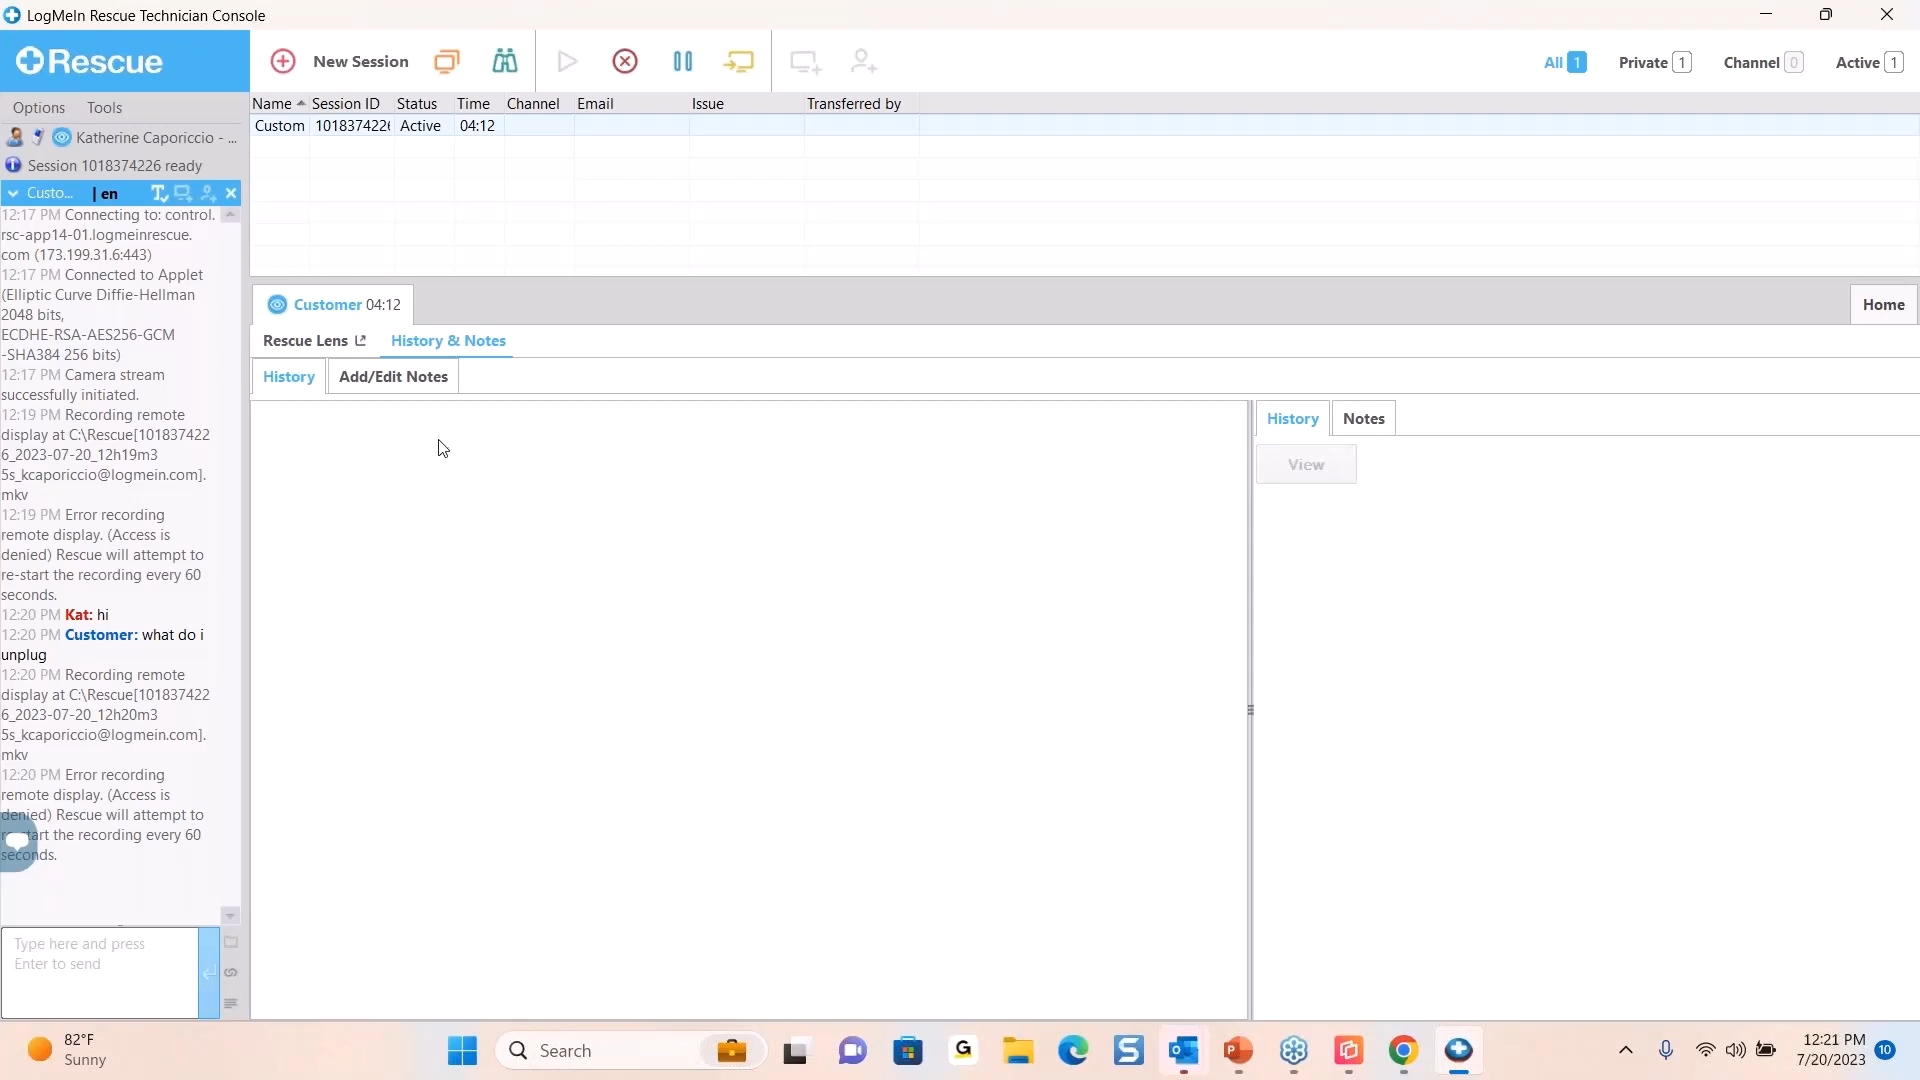 LogMeIn Rescue Technician Console
Rescue
New Session
All 1
Private 1
Channel 0
Active 1
Options Tools
Name Session ID Status Time Channel Email Issue Transferred by
Custom 1018374226 Active 04:12
Katherine Caporiccio - ...
Session 1018374226 ready
Custo... | en
12:17 PM Connecting to: control.
rsc-app14-01.logmeinrescue.
com (173.199.31.6:443)
12:17 PM Connected to Applet
(Elliptic Curve Diffie-Hellman
2048 bits,
ECDHE-RSA-AES256-GCM
-SHA384 256 bits)
12:17 PM Camera stream
successfully initiated.
12:19 PM Recording remote
display at C:\Rescue[101837422
6_2023-07-20_12h19m3
5s_kcaporiccio@logmein.com].
mkv
12:19 PM Error recording
remote display. (Access is
denied) Rescue will attempt to
re-start the recording every 60
seconds.
12:20 PM Kat: hi
12:20 PM Customer: what do i
unplug
12:20 PM Recording remote
display at C:\Rescue[101837422
6_2023-07-20_12h20m3
5s_kcaporiccio@logmein.com].
mkv
12:20 PM Error recording
remote display. (Access is
denied) Rescue will attempt to
re-start the recording every 60
seconds.
Type here and press
Enter to send
Customer 04:12
Home
Rescue Lens History & Notes
History Add/Edit Notes
History Notes
View
82°F
Sunny
Search
12:21 PM
7/20/2023
10